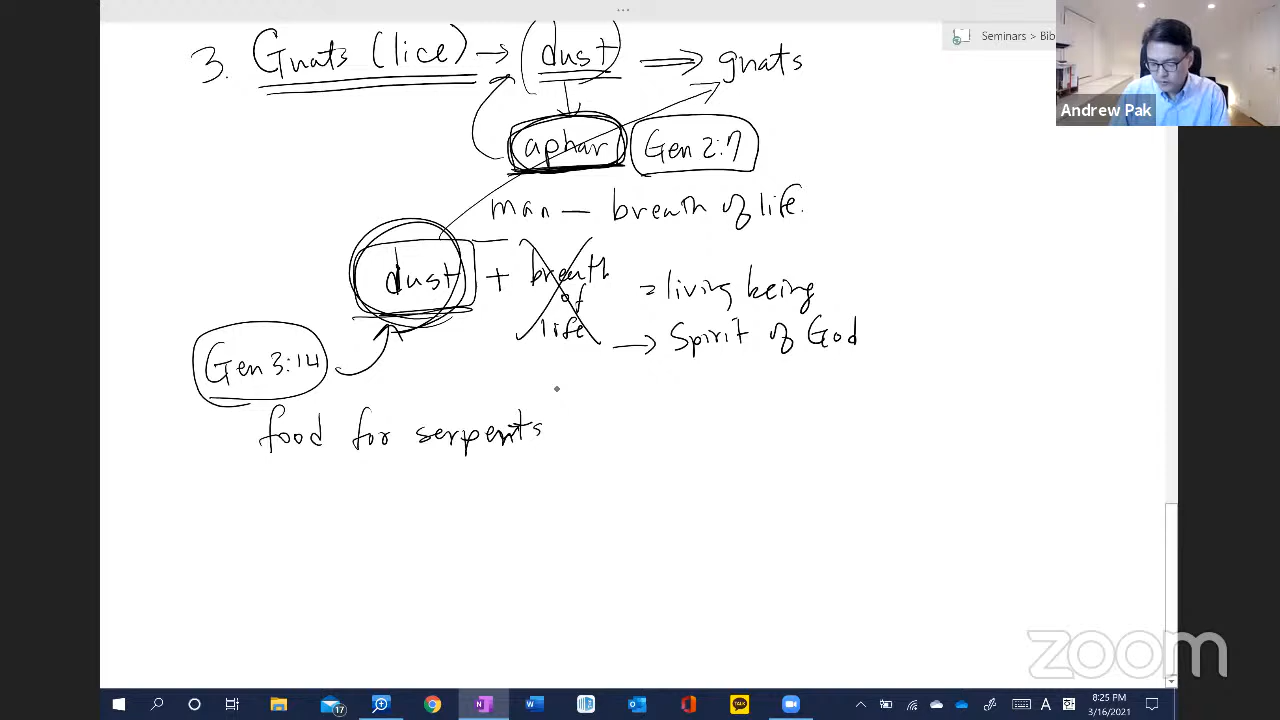 Seminars > Bib
Andrew Pak
3. Gnats (lice) → (dust) ⇒ gnats
aphar Gen 2:7
man — breath of life.
dust + breath of life = living being
→ Spirit of God
Gen 3:14
food for serpents
zoom
17
TALK
A
8:25 PM
3/16/2021